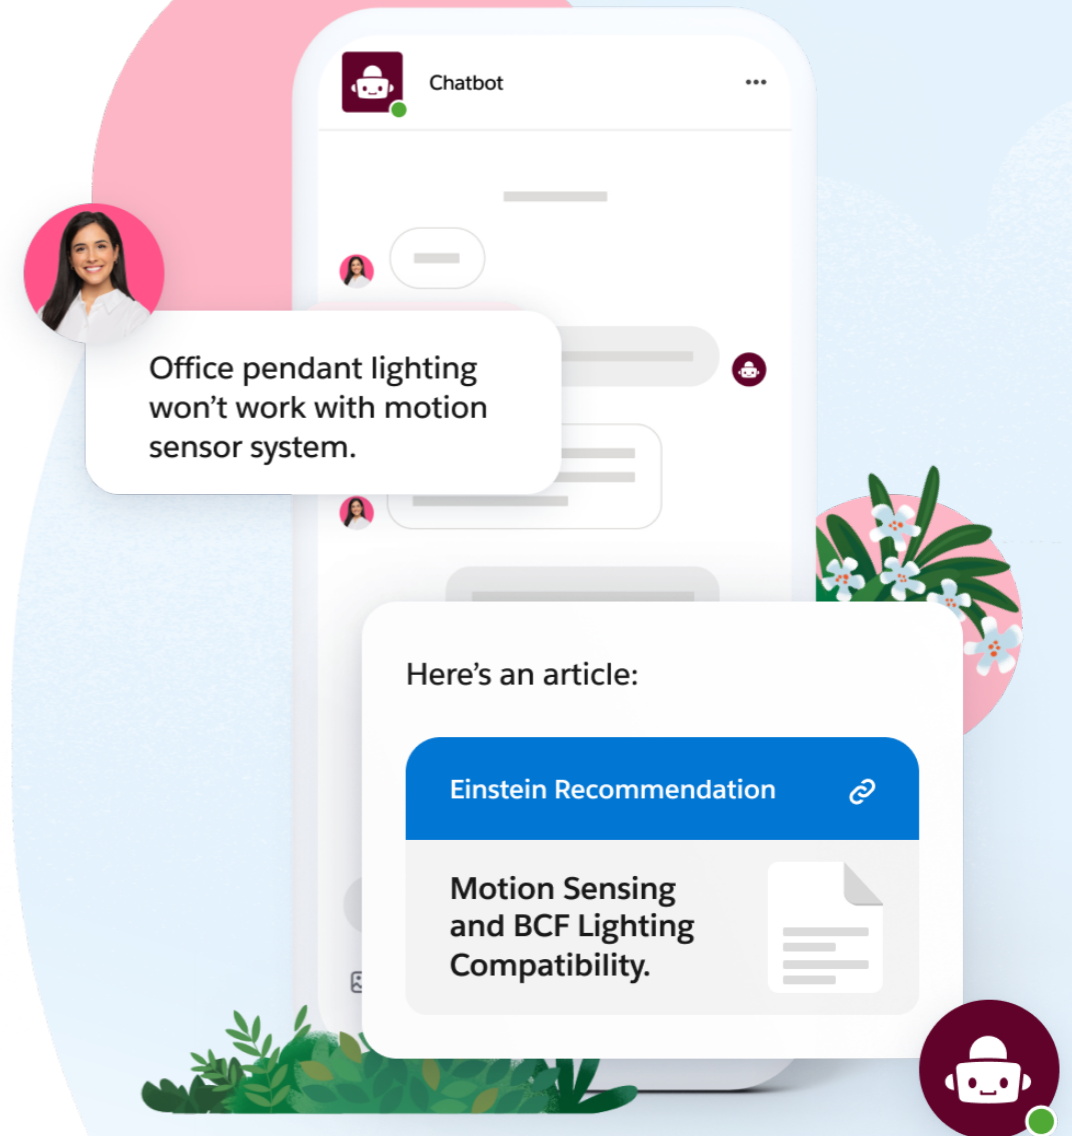 Chatbot
Office pendant lighting
won’t work with motion
sensor system.
Here’s an article:
Einstein Recommendation
Motion Sensing
and BCF Lighting
Compatibility.